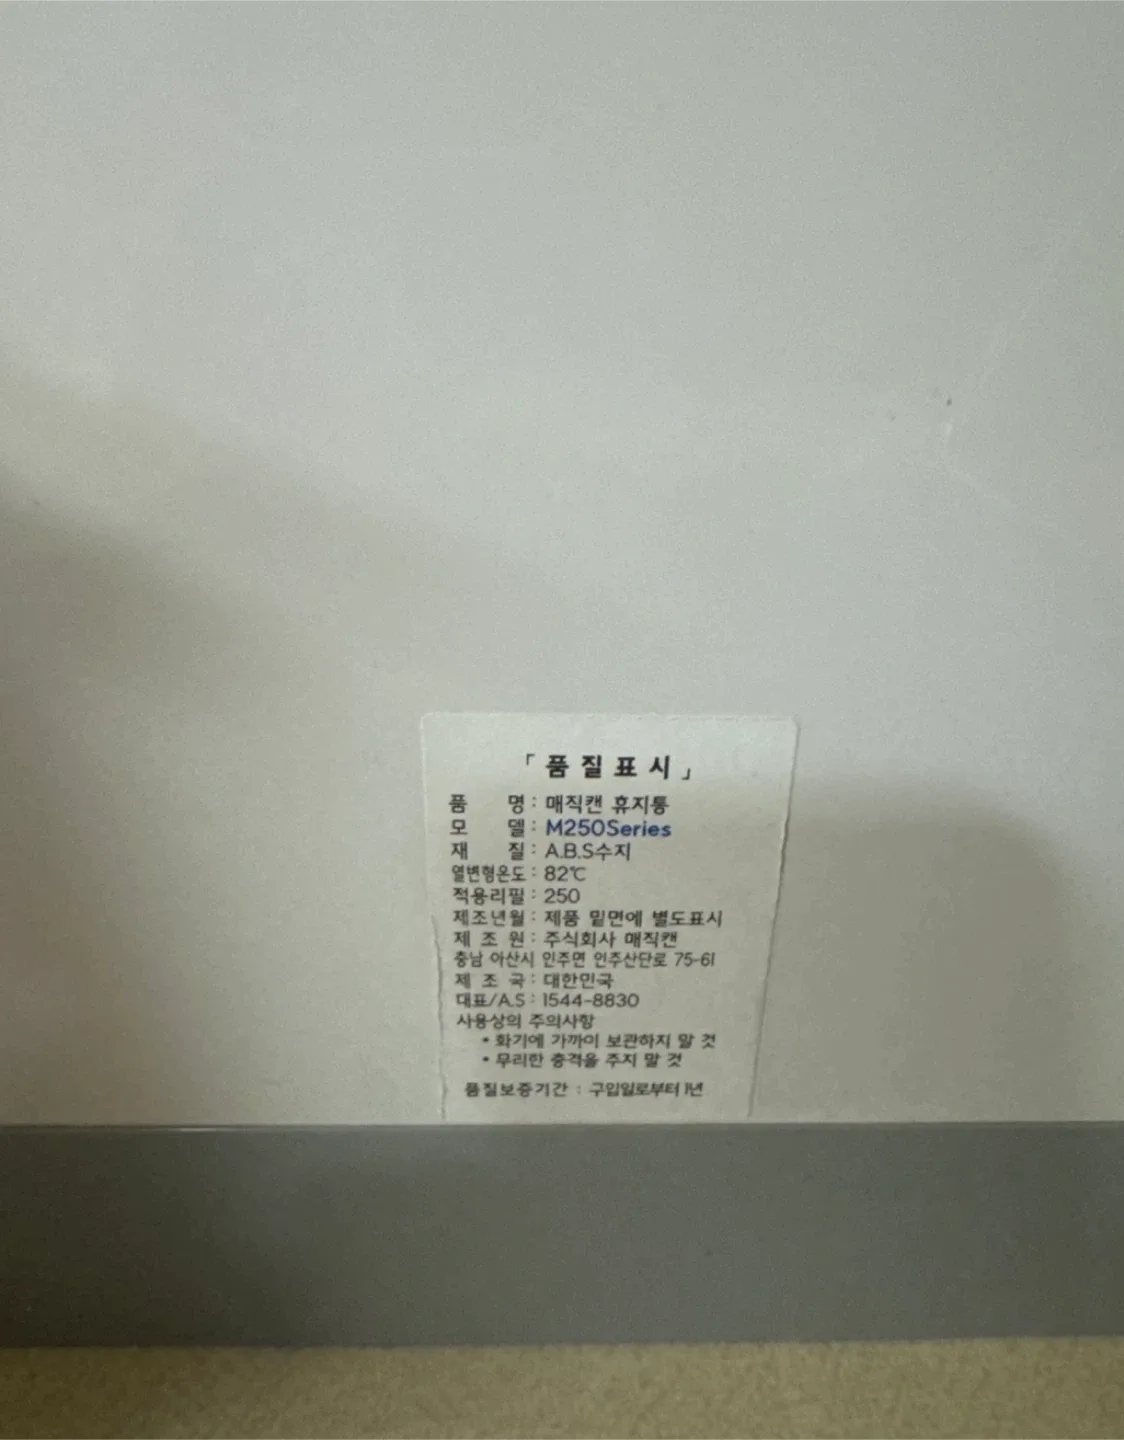 「품질표시」
품 명 : 매직캔 휴지통
모 델 : M250Series
재 질 : A.B.S수지
열변형온도 : 82℃
적용리필 : 250
제조년월 : 제품 밑면에 별도표시
제 조 원 : 주식회사 매직캔
충남 아산시 인주면 인주산단로 75-61
제 조 국 : 대한민국
대표/A.S : 1544-8830
사용상의 주의사항
• 화기에 가까이 보관하지 말 것
• 무리한 충격을 주지 말 것
품질보증기간 : 구입일로부터 1년